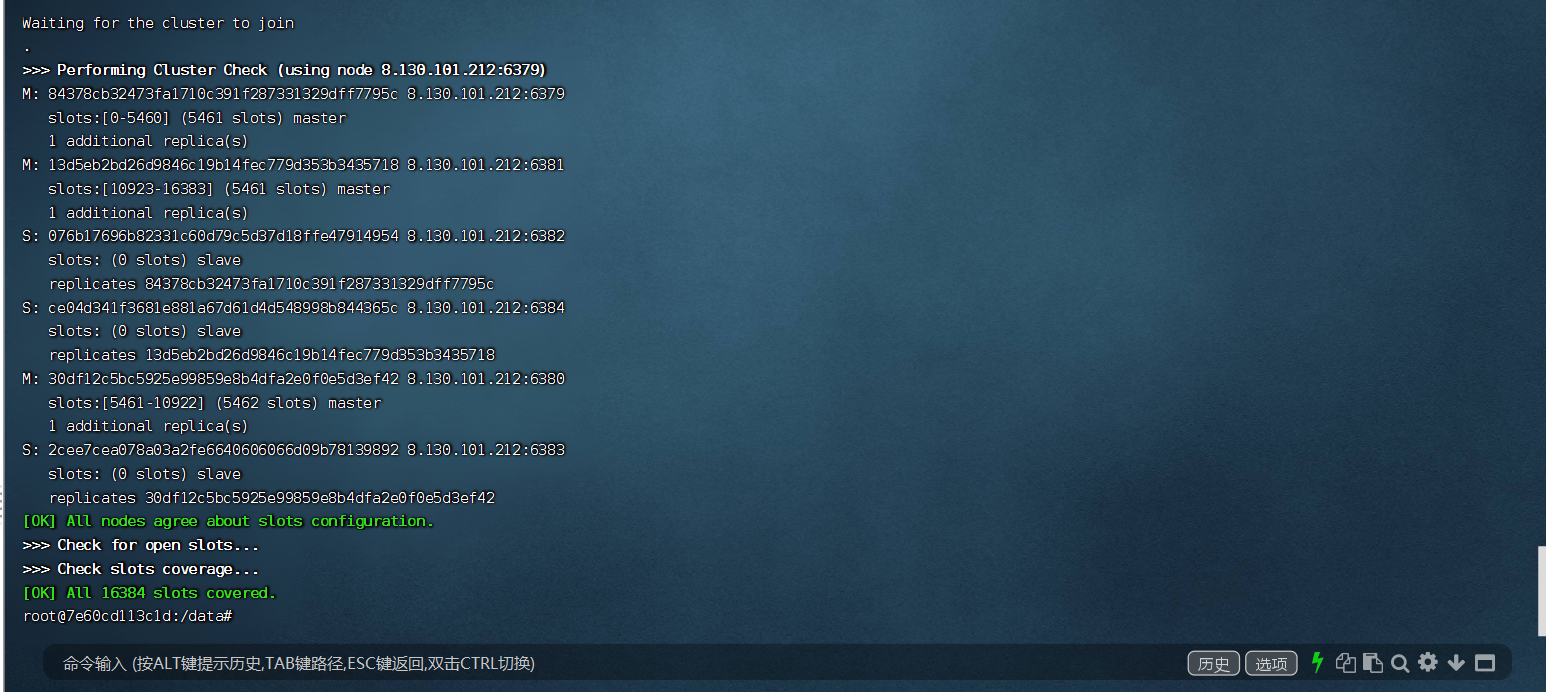 Waiting for the cluster to join
.
>>> Performing Cluster Check (using node 8.130.101.212:6379)
M: 84378cb32473fa1710c391f287331329dff7795c 8.130.101.212:6379
slots:[0-5460] (5461 slots) master
1 additional replica(s)
M: 13d5eb2bd26d9846c19b14fec779d353b3435718 8.130.101.212:6381
slots:[10923-16383] (5461 slots) master
1 additional replica(s)
S: 076b17696b82331c60d79c5d37d18ffe47914954 8.130.101.212:6382
slots: (0 slots) slave
replicates 84378cb32473fa1710c391f287331329dff7795c
S: ce04d341f3681e881a67d61d4d548998b844365c 8.130.101.212:6384
slots: (0 slots) slave
replicates 13d5eb2bd26d9846c19b14fec779d353b3435718
M: 30df12c5bc5925e99859e8b4dfa2e0f0e5d3ef42 8.130.101.212:6380
slots:[5461-10922] (5462 slots) master
1 additional replica(s)
S: 2cee7cea078a03a2fe6640606066d09b78139892 8.130.101.212:6383
slots: (0 slots) slave
replicates 30df12c5bc5925e99859e8b4dfa2e0f0e5d3ef42
[OK] All nodes agree about slots configuration.
>>> Check for open slots...
>>> Check slots coverage...
[OK] All 16384 slots covered.
root@7e60cd113c1d:/data#
命令输入 (按ALT键提示历史,TAB键路径,ESC键返回,双击CTRL切换) 历史 选项